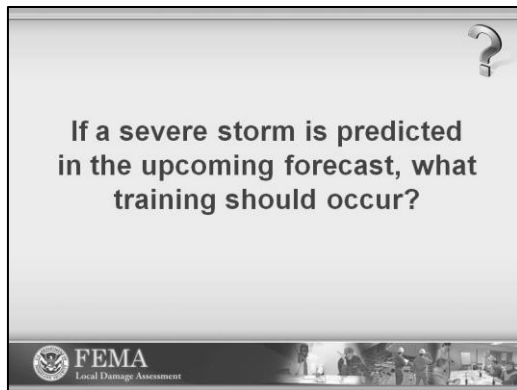 ?
If a severe storm is predicted
in the upcoming forecast, what
training should occur?
FEMA
Local Damage Assessment